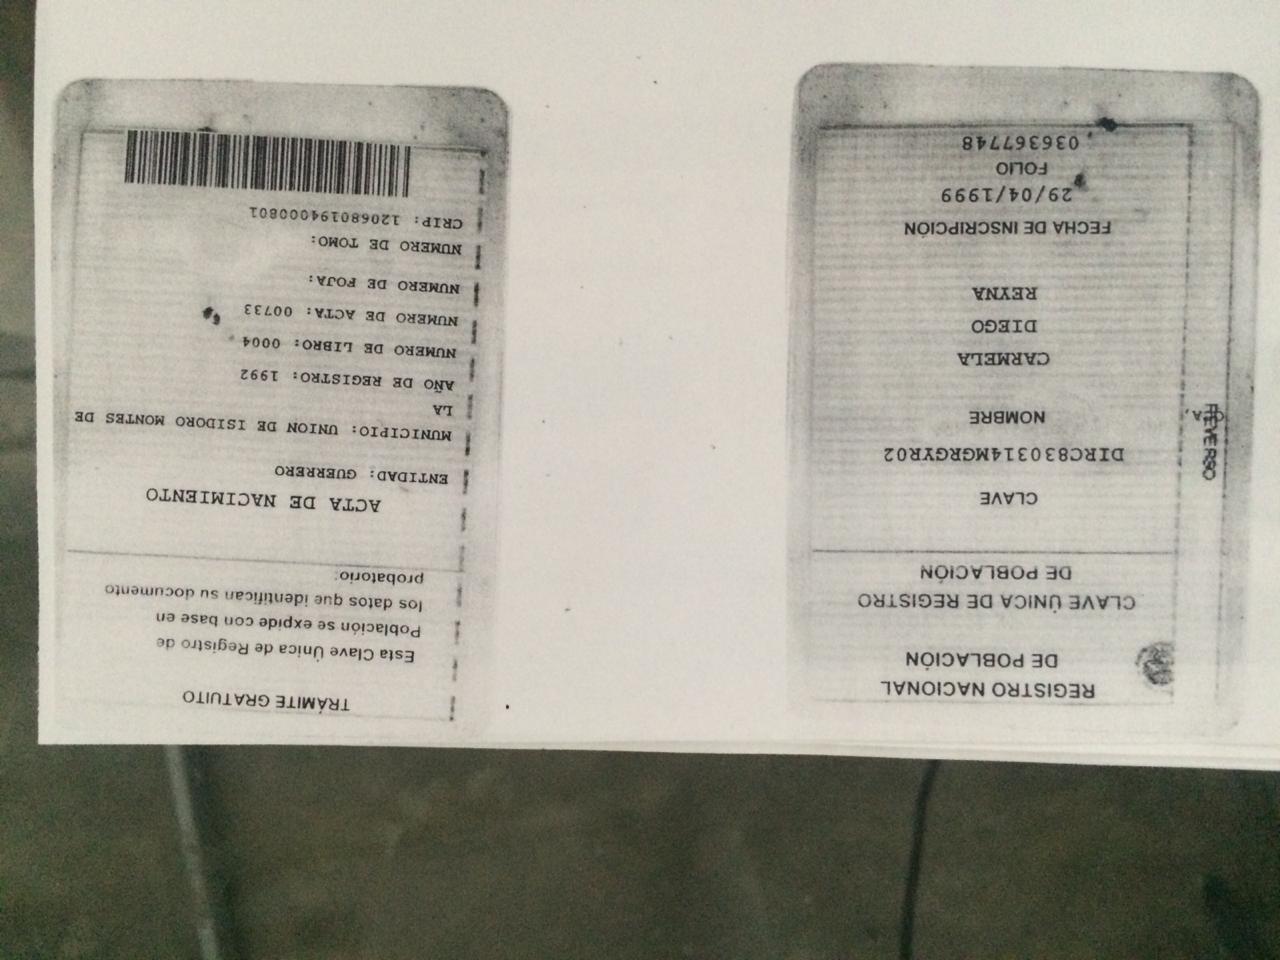 REGISTRO NACIONAL
DE POBLACIÓN
CLAVE ÚNICA DE REGISTRO
DE POBLACIÓN
CLAVE
DIRC830314MGRGYR02
NOMBRE
CARMELA
DIEGO
REYNA
FECHA DE INSCRIPCIÓN
29/04/1999
FOLIO
036367748
TRÁMITE GRATUITO
Esta Clave Única de Registro de
Población se expide con base en
los datos que identifican su documento
probatorio:
ACTA DE NACIMIENTO
ENTIDAD: GUERRERO
MUNICIPIO: UNION DE ISIDORO MONTES DE
LA
AÑO DE REGISTRO: 1992
NUMERO DE LIBRO: 0004
NUMERO DE ACTA: 00733
NUMERO DE FOJA:
NUMERO DE TOMO:
CRIP: 120680194000801